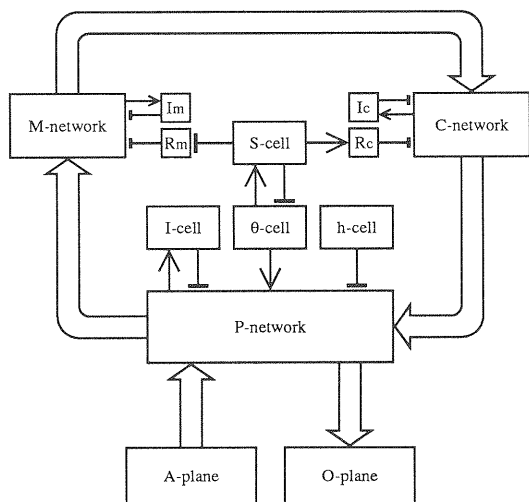 Im
Ic
M-network
C-network
Rm
S-cell
Rc
I-cell
θ-cell
h-cell
P-network
A-plane
O-plane